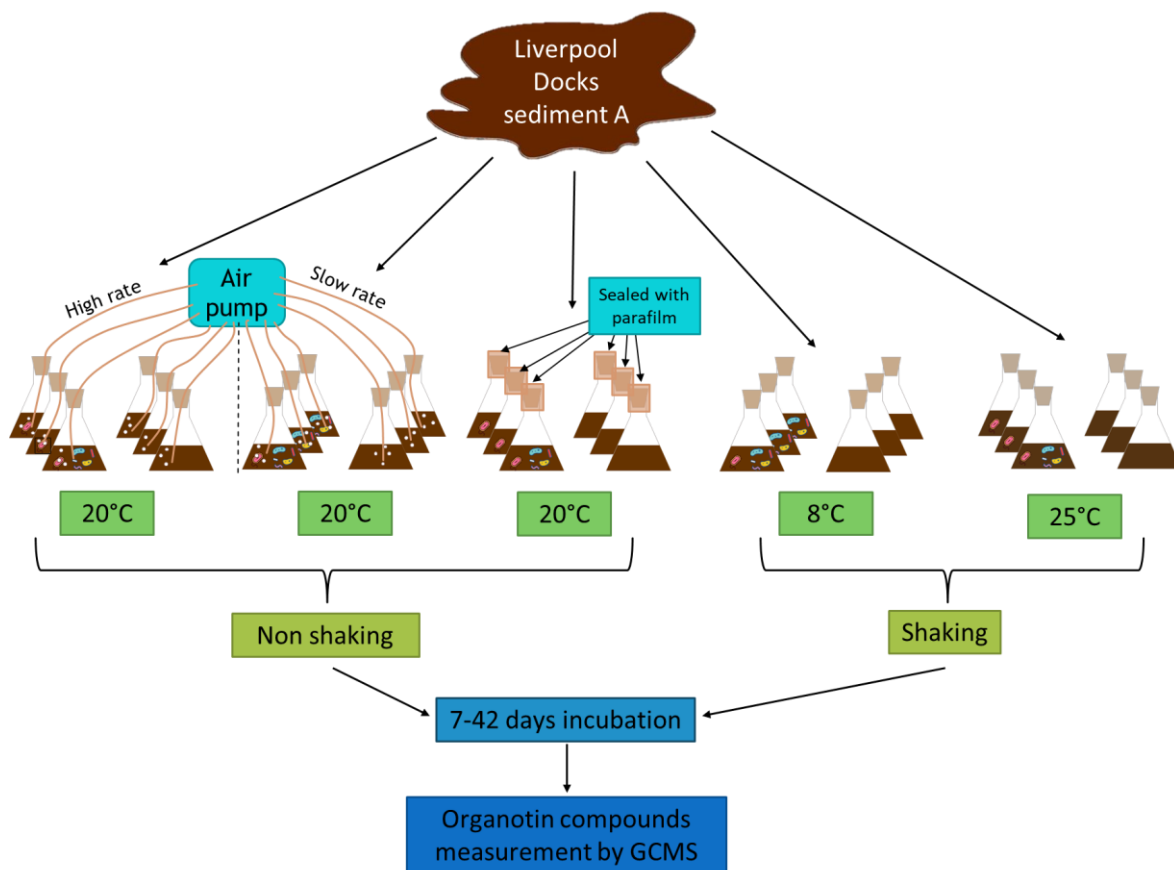 Liverpool
Docks
sediment A
High rate
Air
pump
Slow rate
Sealed with
parafilm
20°C
20°C
20°C
8°C
25°C
Non shaking
Shaking
7-42 days incubation
Organotin compounds
measurement by GCMS